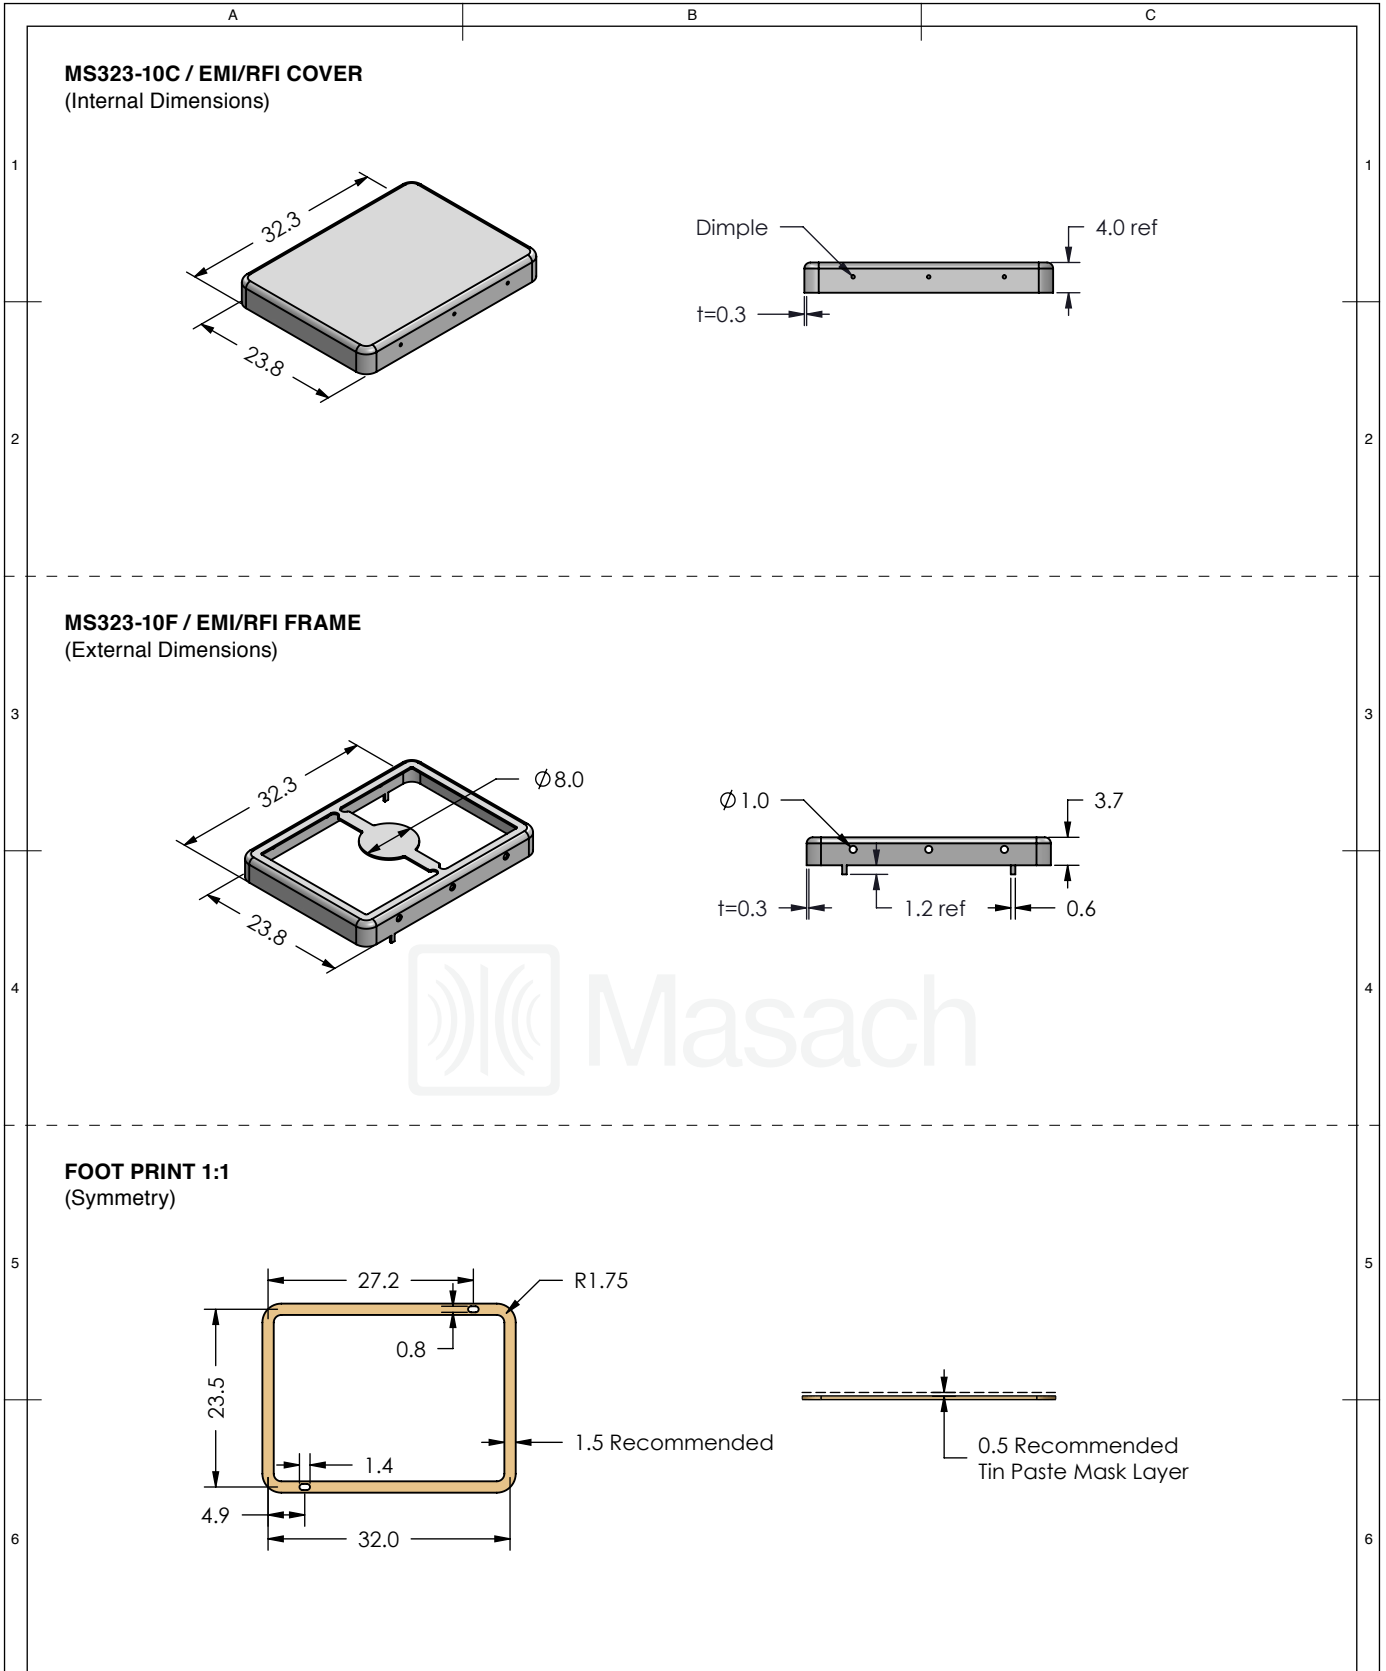 A B C
MS323-10C / EMI/RFI COVER
(Internal Dimensions)
1 1
32.3
23.8
Dimple
4.0 ref
t=0.3
2 2
MS323-10F / EMI/RFI FRAME
(External Dimensions)
3 3
32.3
Ø8.0
23.8
Ø1.0
3.7
t=0.3
1.2 ref
0.6
Masach
4 4
FOOT PRINT 1:1
(Symmetry)
5 5
27.2
R1.75
0.8
23.5
1.5 Recommended
1.4
4.9
32.0
0.5 Recommended
Tin Paste Mask Layer
6 6